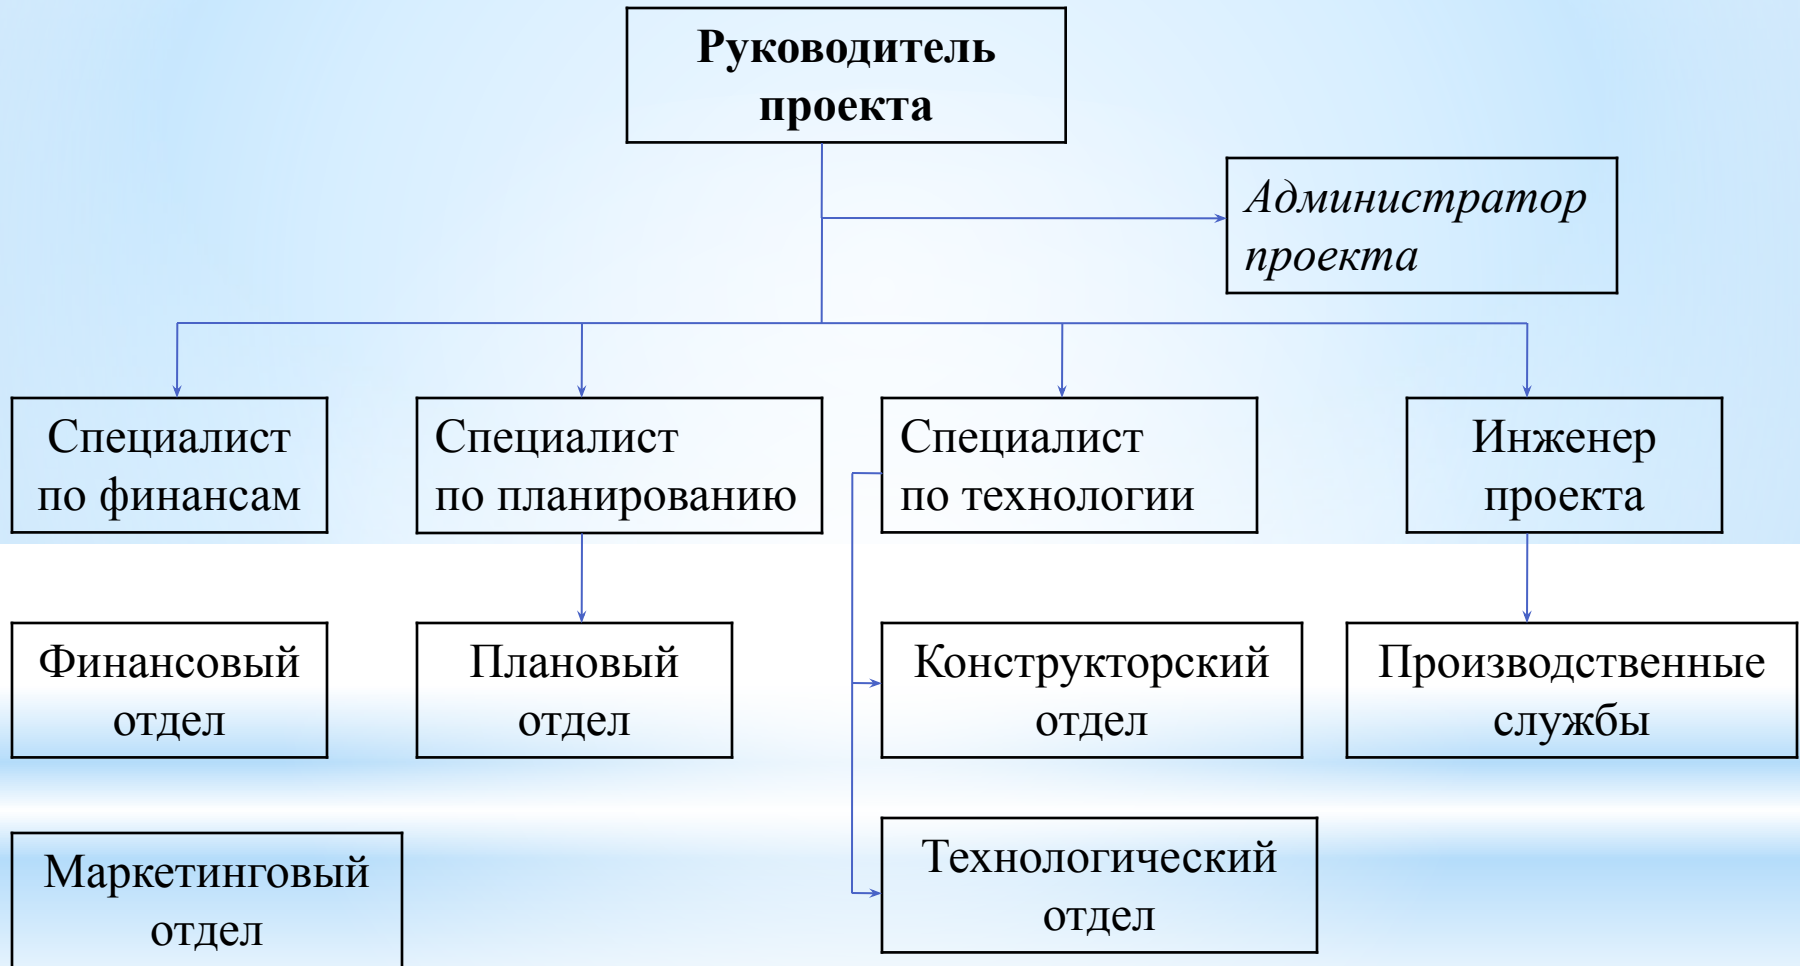 Руководитель
проекта
Администратор
проекта
Специалист
по финансам
Специалист
по планированию
Специалист
по технологии
Инженер
проекта
Финансовый
отдел
Плановый
отдел
Конструкторский
отдел
Производственные
службы
Маркетинговый
отдел
Технологический
отдел